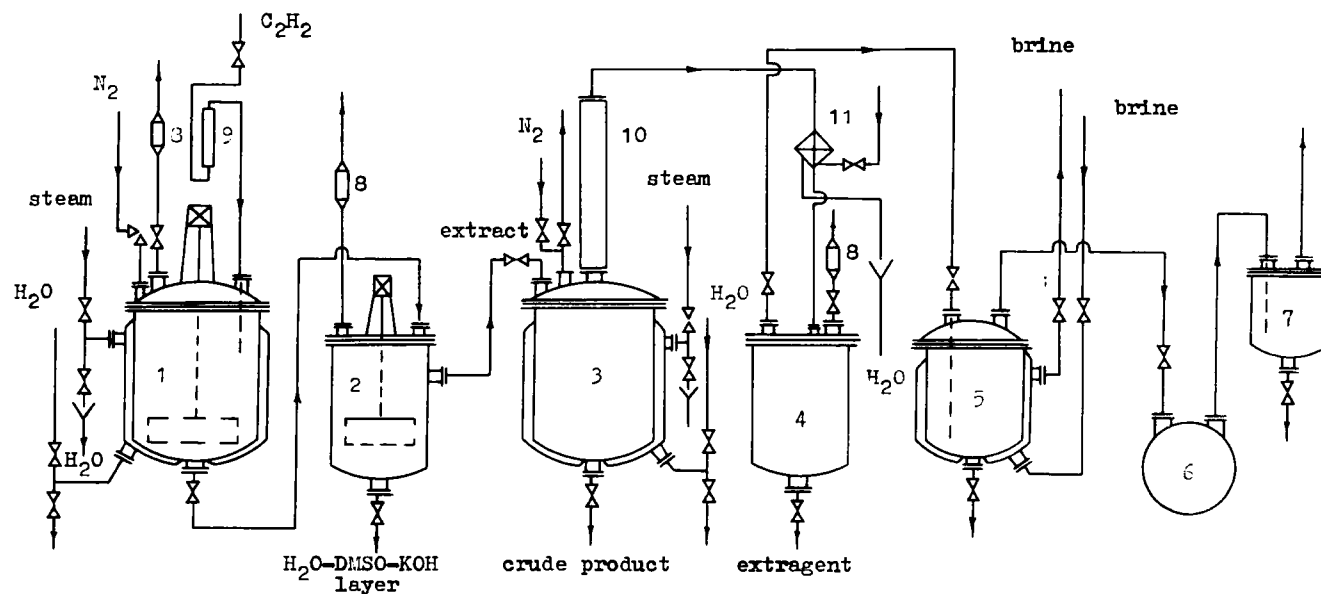 C₂H₂
brine
N₂
brine
8
9
N₂
10
11
steam
8
steam
extract
8
H₂O
H₂O
7
1
2
3
4
5
H₂O
H₂O
6
H₂O-DMSO-KOH
layer
crude product
extragent